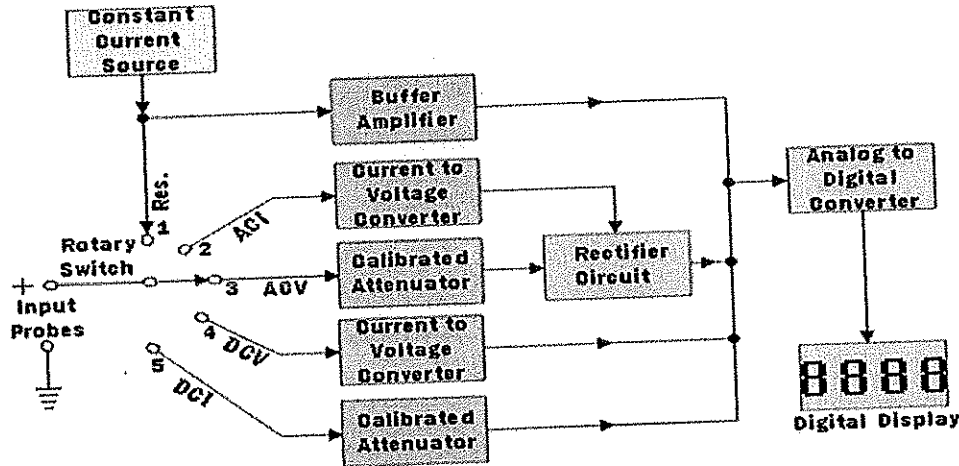 Constant
Current
Source
Buffer
Amplifier
Res.
1
Current to
Voltage
Converter
Analog to
Digital
Converter
2
ACI
Rotary
Switch
3
ACV
Calibrated
Attenuator
Rectifier
Circuit
+
Input
Probes
4
DCV
Current to
Voltage
Converter
5
DCI
Calibrated
Attenuator
8888
Digital Display